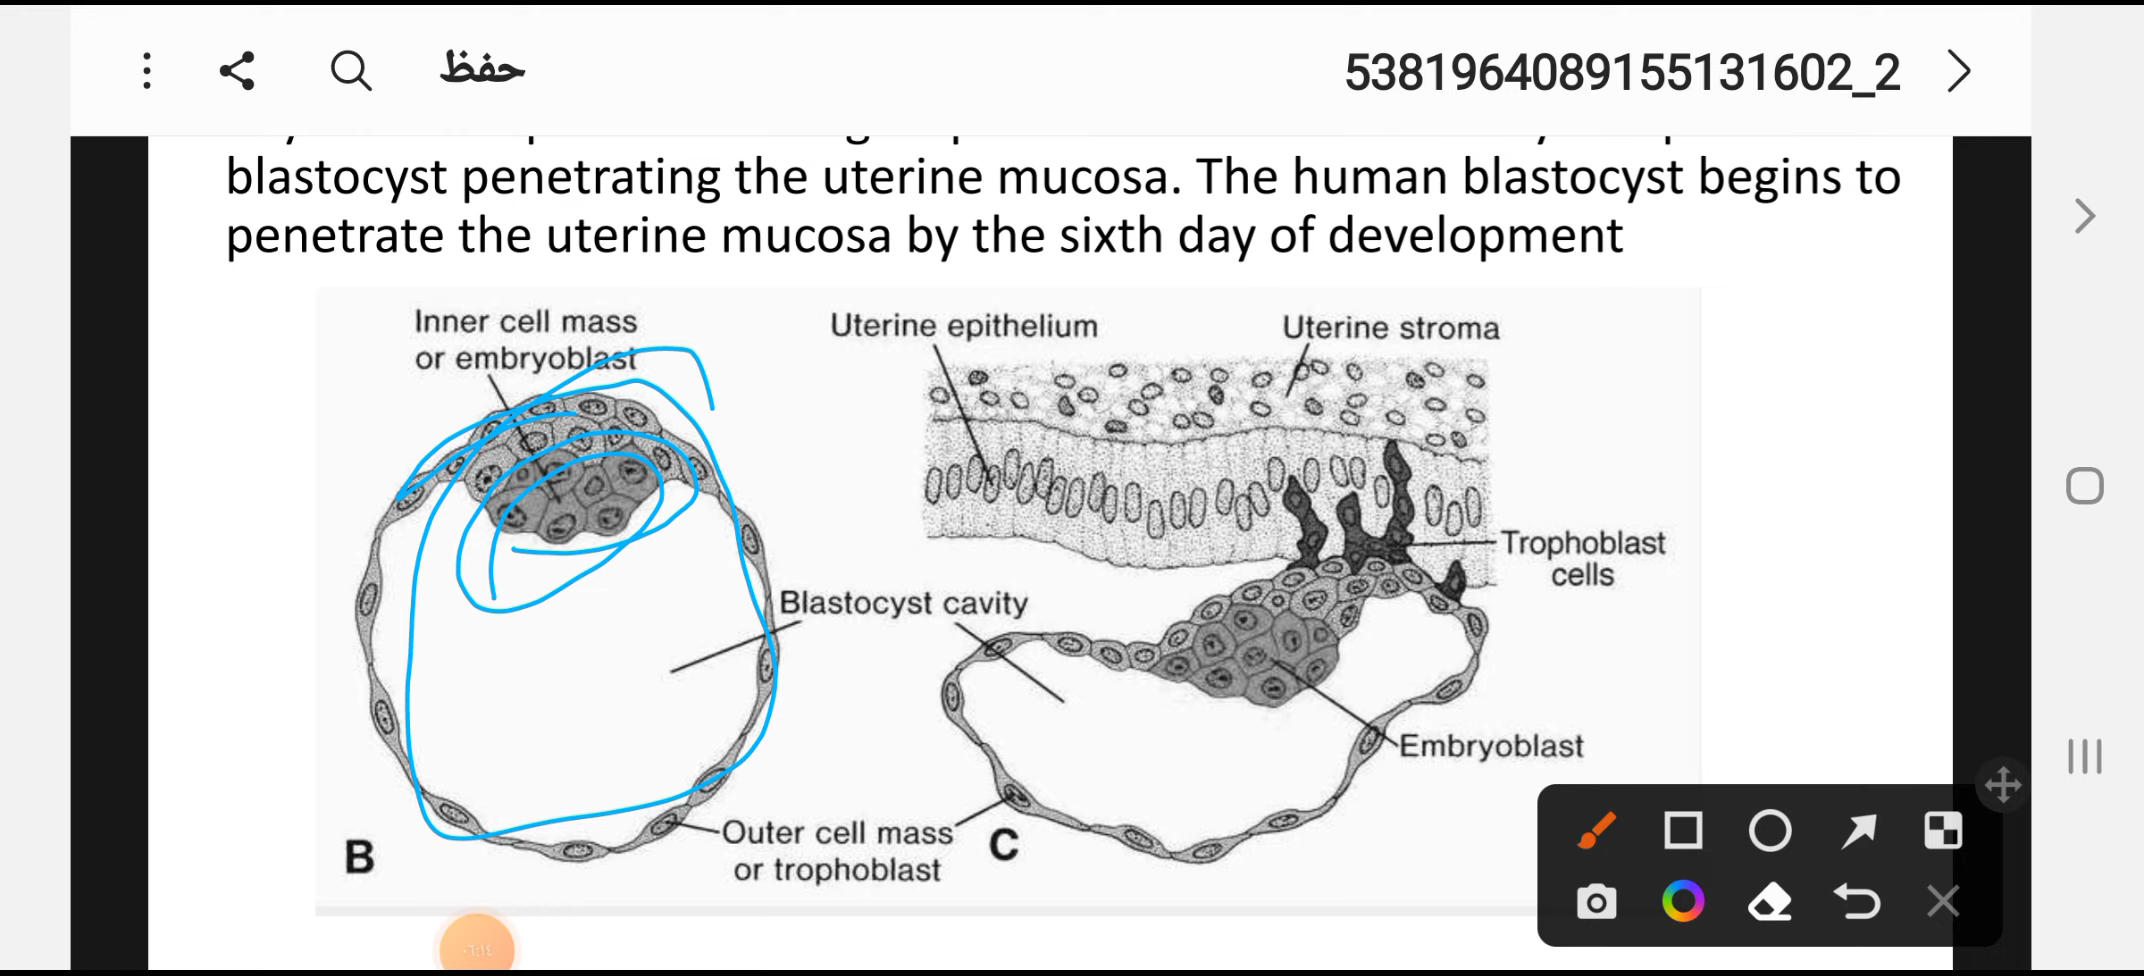 حفظ
5381964089155131602_2
blastocyst penetrating the uterine mucosa. The human blastocyst begins to
penetrate the uterine mucosa by the sixth day of development
Inner cell mass
or embryoblast
Uterine epithelium
Uterine stroma
Trophoblast
cells
Blastocyst cavity
Embryoblast
Outer cell mass
or trophoblast
B
C